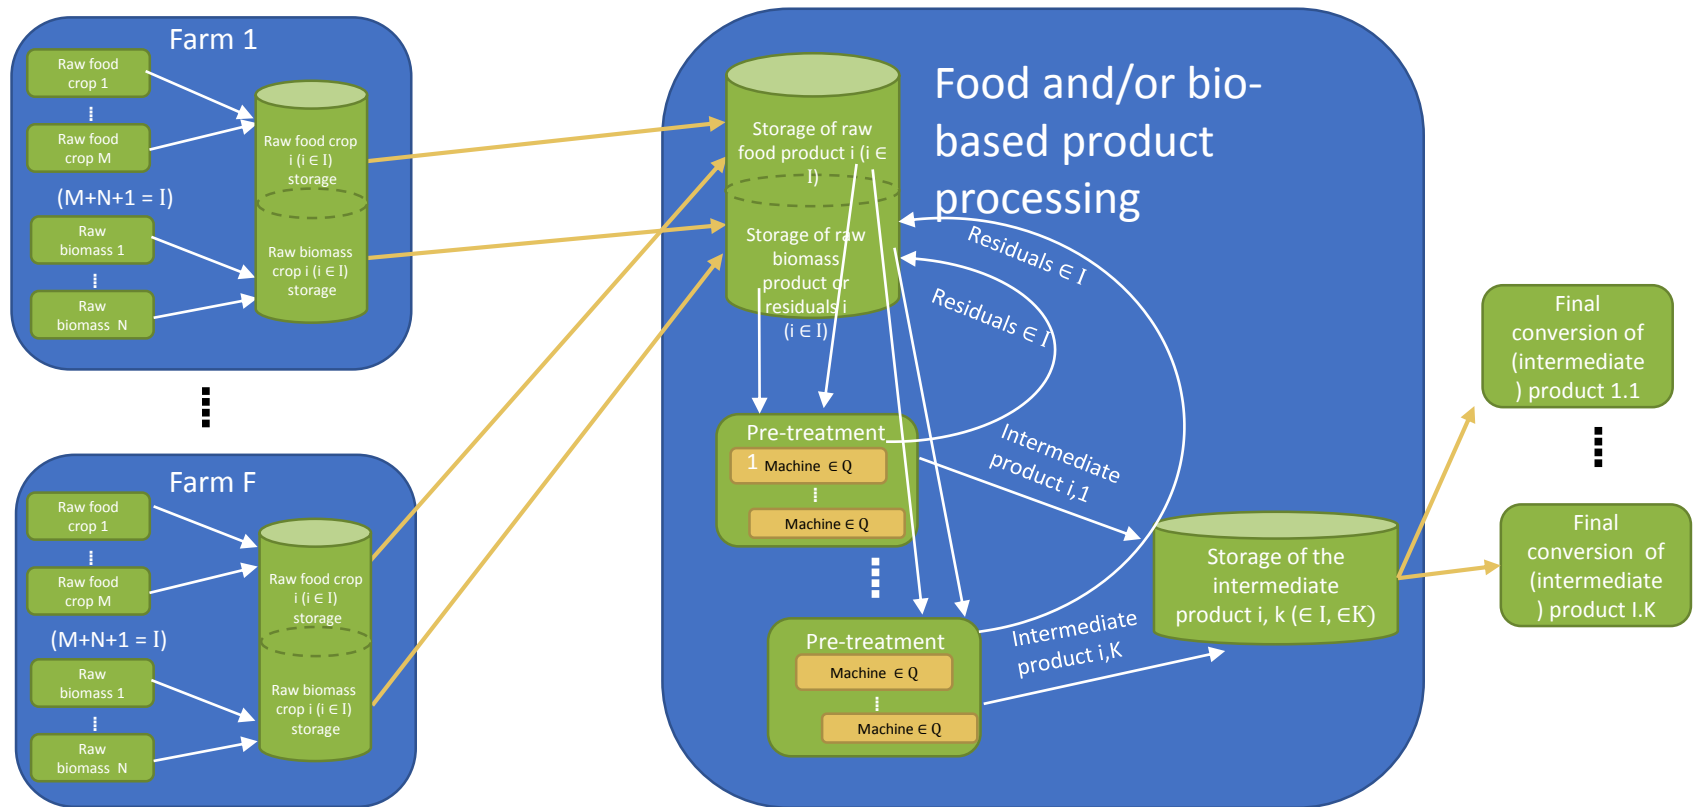 Farm 1
Raw food
crop 1
Raw food
crop M
(M+N+1 = I)
Raw
biomass 1
Raw
biomass N
Raw food crop
i (i ∈ I)
storage
Raw biomass
crop i (i ∈ I)
storage
Farm F
Raw food
crop 1
Raw food
crop M
(M+N+1 = I)
Raw
biomass 1
Raw
biomass N
Raw food crop
i (i ∈ I)
storage
Raw biomass
crop i (i ∈ I)
storage
Food and/or bio-
based product
processing
Storage of raw
food product i (i ∈
I)
Storage of raw
biomass
product or
residuals i
(i ∈ I)
Residuals ∈ I
Residuals ∈ I
Pre-treatment
1
Machine ∈ Q
Machine ∈ Q
Intermediate
product i,1
Pre-treatment
Machine ∈ Q
Machine ∈ Q
Intermediate
product i,K
Storage of the
intermediate
product i, k (∈ I, ∈K)
Final
conversion of
(intermediate
) product 1.1
Final
conversion of
(intermediate
) product I.K